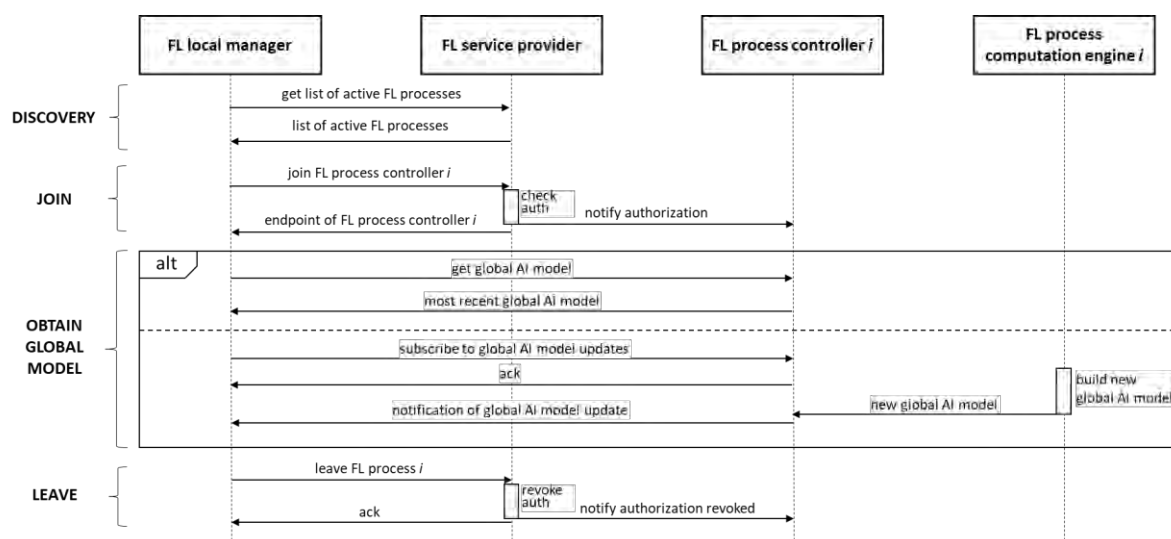 FL local manager
FL service provider
FL process controller i
FL process
computation engine i
DISCOVERY
get list of active FL processes
list of active FL processes
JOIN
join FL process controller i
check
auth
notify authorization
endpoint of FL process controller i
OBTAIN
GLOBAL
MODEL
alt
get global AI model
most recent global AI model
subscribe to global AI model updates
ack
build new
global AI model
new global AI model
notification of global AI model update
LEAVE
leave FL process i
revoke
auth
notify authorization revoked
ack